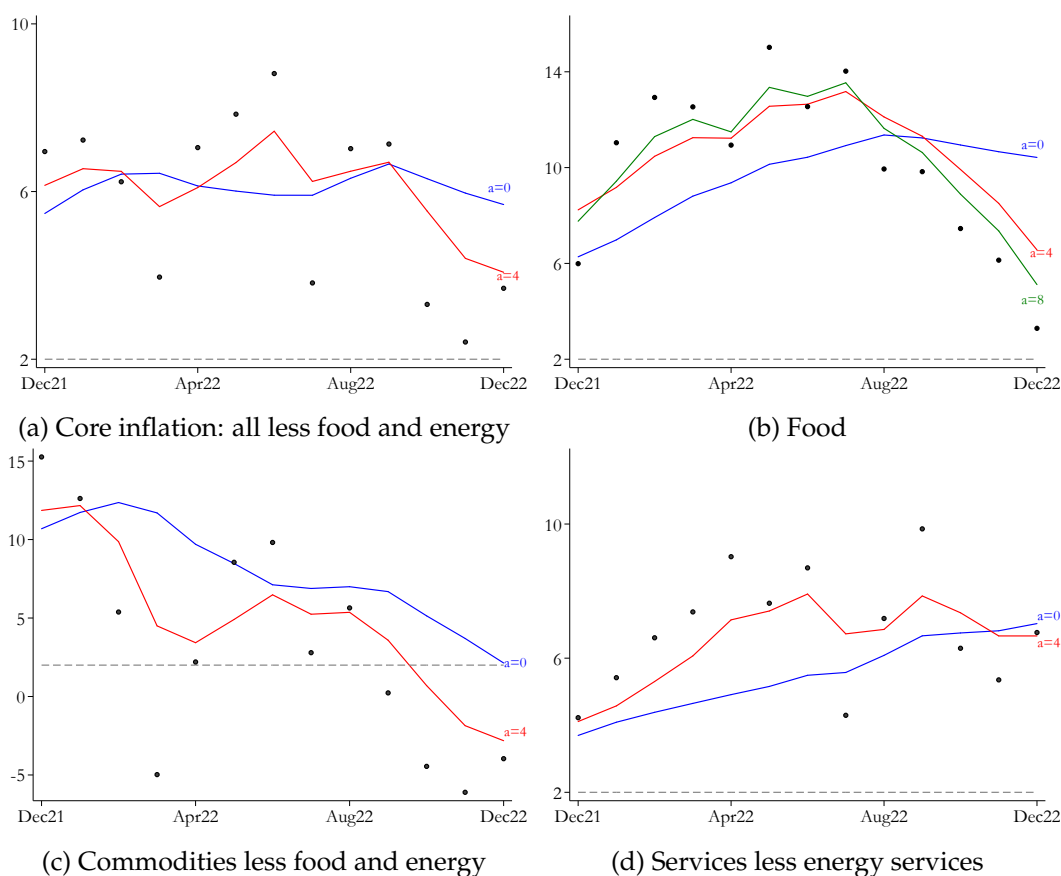 10
6
2
a=0
a=4
Dec21 Apr22 Aug22 Dec22
(a) Core inflation: all less food and energy
14
10
6
2
a=0
a=4
a=8
Dec21 Apr22 Aug22 Dec22
(b) Food
15
10
5
0
-5
a=0
a=4
Dec21 Apr22 Aug22 Dec22
(c) Commodities less food and energy
10
6
2
a=0
a=4
Dec21 Apr22 Aug22 Dec22
(d) Services less energy services